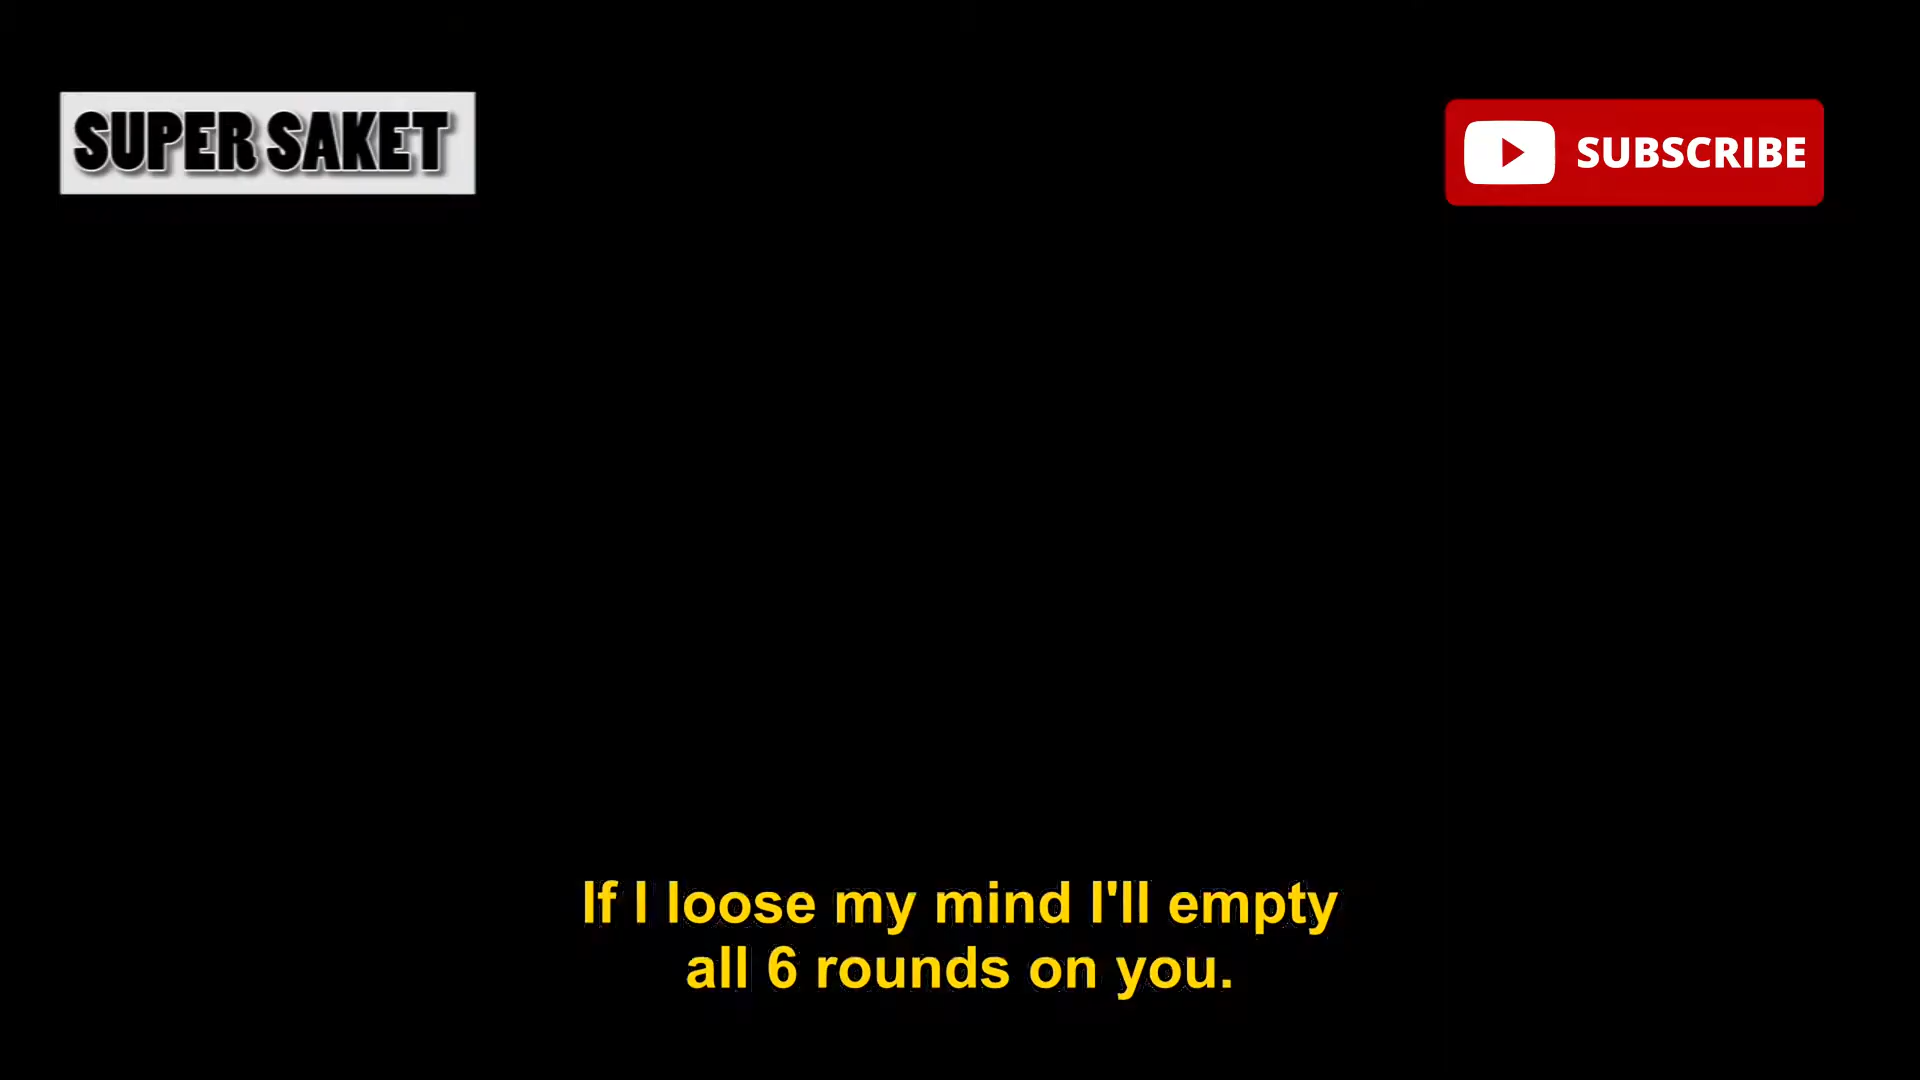 SUPER SAKET
SUBSCRIBE
If I loose my mind I'll empty
all 6 rounds on you.